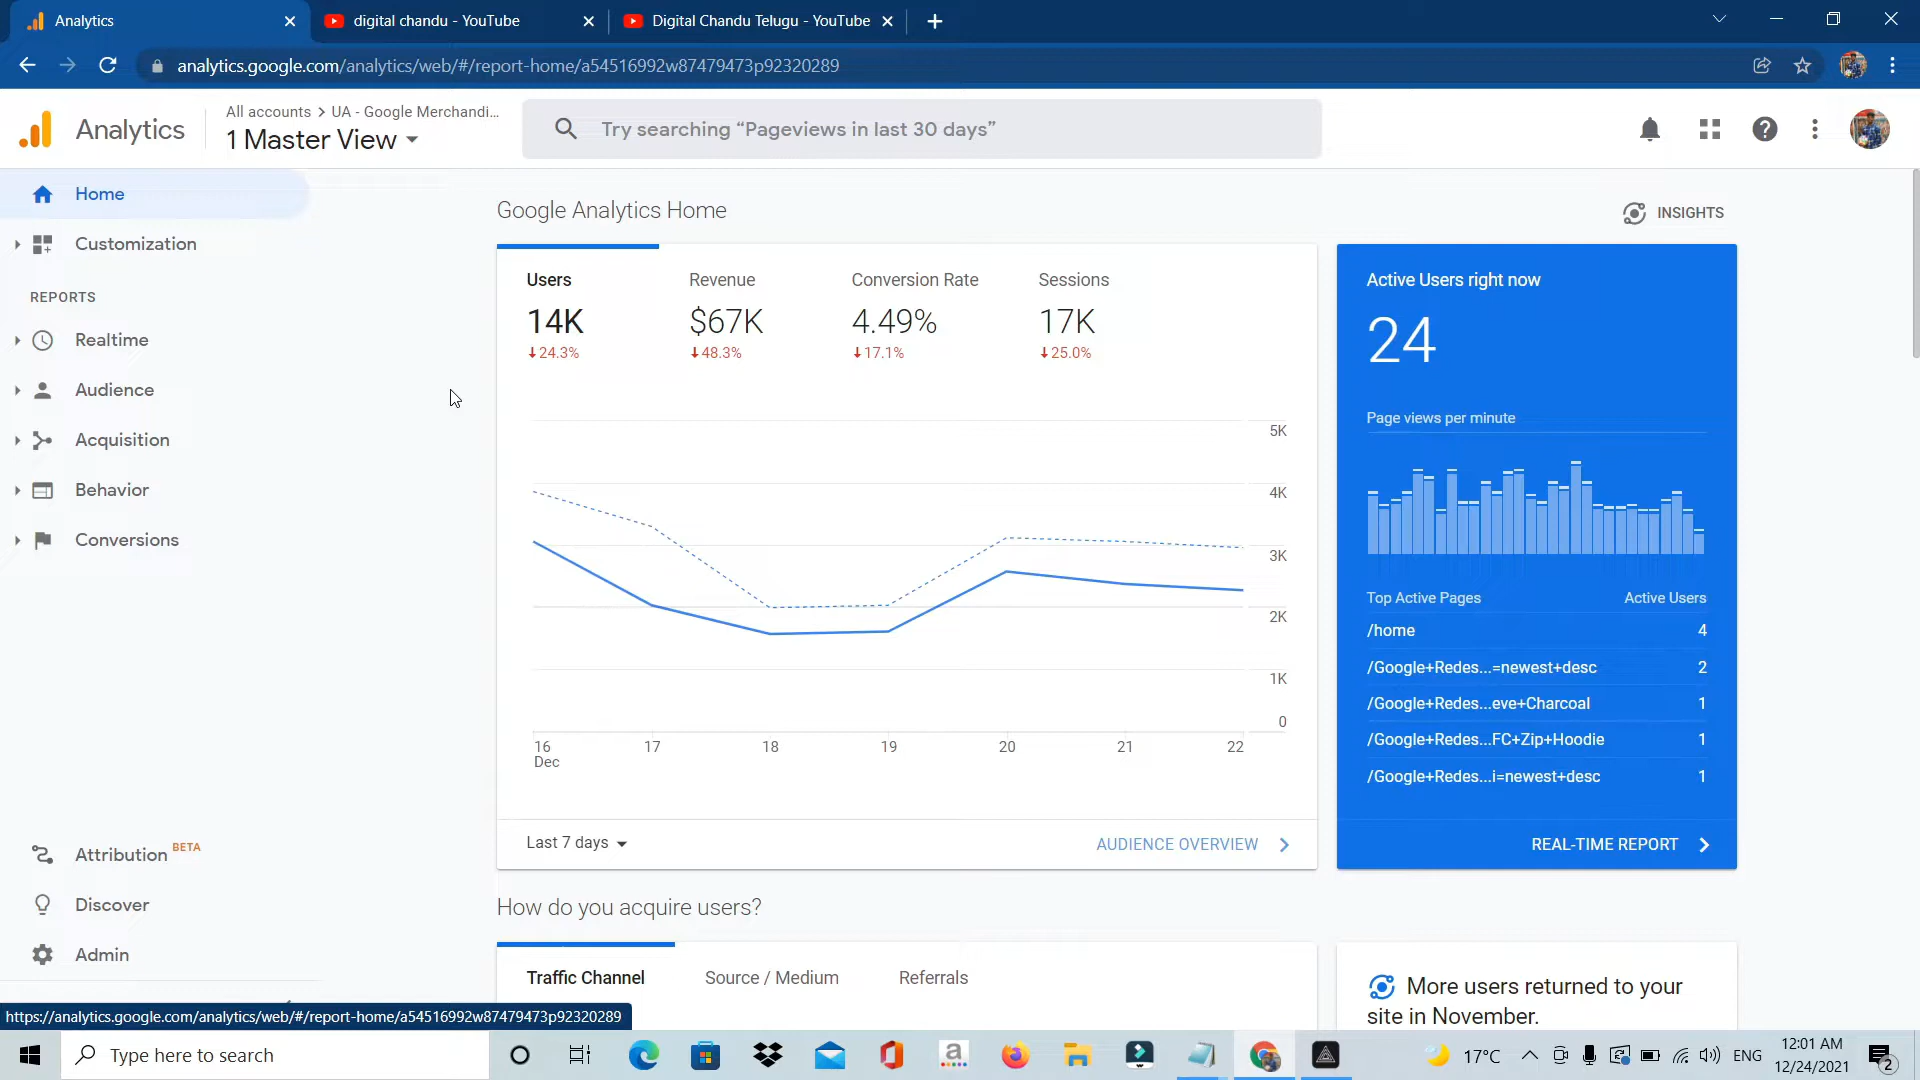 Analytics
digital chandu - YouTube
Digital Chandu Telugu - YouTube
analytics.google.com/analytics/web/#/report-home/a54516992w87479473p92320289
Analytics
All accounts > UA - Google Merchandi...
1 Master View
Try searching “Pageviews in last 30 days”
Home
Customization
REPORTS
Realtime
Audience
Acquisition
Behavior
Conversions
Attribution BETA
Discover
Admin
Google Analytics Home
INSIGHTS
Users Revenue Conversion Rate Sessions
14K $67K 4.49% 17K
24.3% 48.3% 17.1% 25.0%
5K
4K
3K
2K
1K
0
16 17 18 19 20 21 22
Dec
Last 7 days
AUDIENCE OVERVIEW
Active Users right now
24
Page views per minute
Top Active Pages Active Users
/home 4
/Google+Redes...=newest+desc 2
/Google+Redes...eve+Charcoal 1
/Google+Redes...FC+Zip+Hoodie 1
/Google+Redes...i=newest+desc 1
REAL-TIME REPORT
How do you acquire users?
Traffic Channel Source / Medium Referrals
More users returned to your
site in November.
https://analytics.google.com/analytics/web/#/report-home/a54516992w87479473p92320289
Type here to search
a
17°C
ENG
12:01 AM
12/24/2021
2